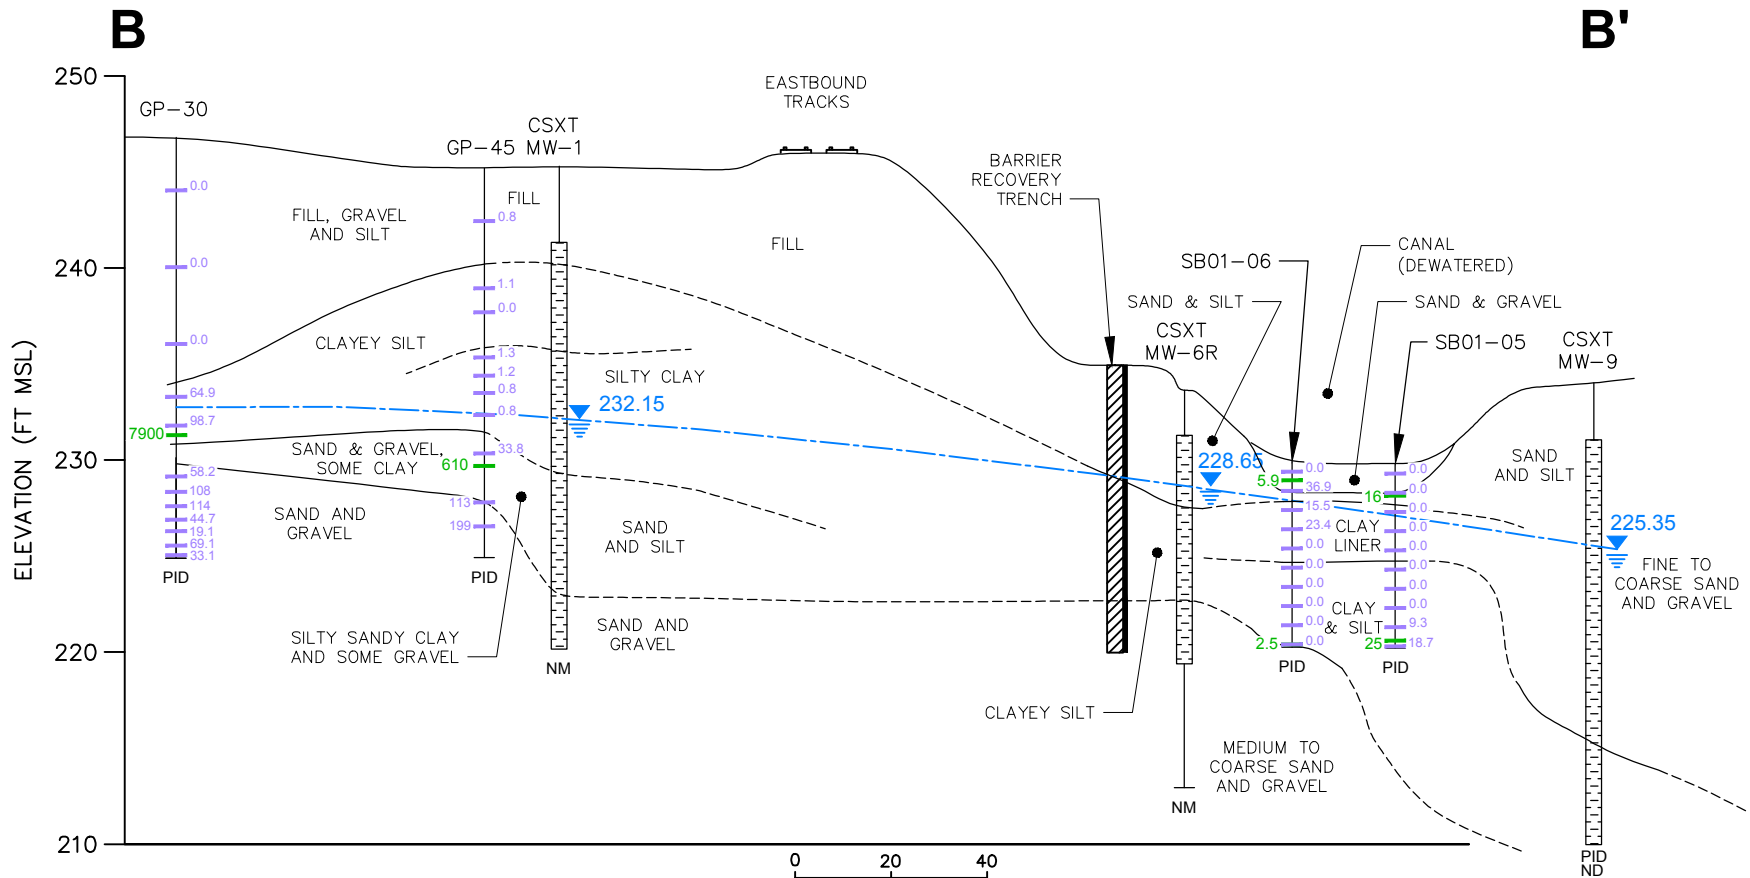 B
B'
250
240
230
220
210
ELEVATION (FT MSL)
GP-30
0.0
0.0
0.0
64.9
98.7
7900
58.2
108
114
44.7
19.1
69.1
33.1
PID
FILL, GRAVEL
AND SILT
CLAYEY SILT
SAND & GRAVEL,
SOME CLAY
SAND AND
GRAVEL
SILTY SANDY CLAY
AND SOME GRAVEL
GP-45
0.8
1.1
0.0
1.3
1.2
0.8
0.8
33.8
610
113
199
PID
CSXT
MW-1
FILL
NM
SILTY CLAY
232.15
SAND
AND SILT
SAND AND
GRAVEL
EASTBOUND
TRACKS
FILL
BARRIER
RECOVERY
TRENCH
CLAYEY SILT
SAND & SILT
CSXT
MW-6R
228.65
NM
MEDIUM TO
COARSE SAND
AND GRAVEL
SB01-06
0.0
5.9
36.9
15.5
23.4
0.0
0.0
0.0
0.0
0.0
2.5
0.0
PID
CLAY
LINER
CLAY
& SILT
CANAL
(DEWATERED)
SAND & GRAVEL
SB01-05
0.0
0.0
16
0.0
0.0
0.0
0.0
0.0
0.0
9.3
25
18.7
PID
CSXT
MW-9
SAND
AND SILT
225.35
FINE TO
COARSE SAND
AND GRAVEL
PID
ND
0
20
40